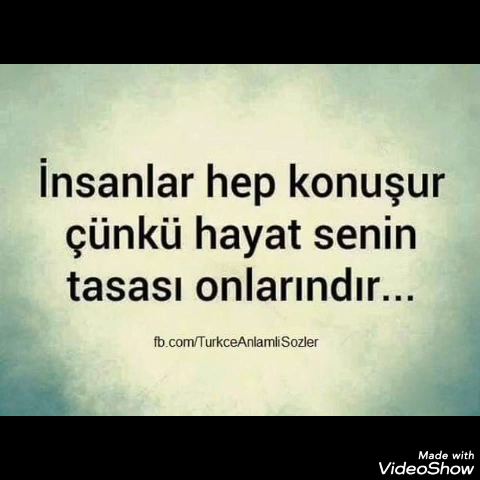 İnsanlar hep konuşur
çünkü hayat senin
tasası onlarındır...
fb.com/TurkceAnlamliSozler
Made with
VideoShow